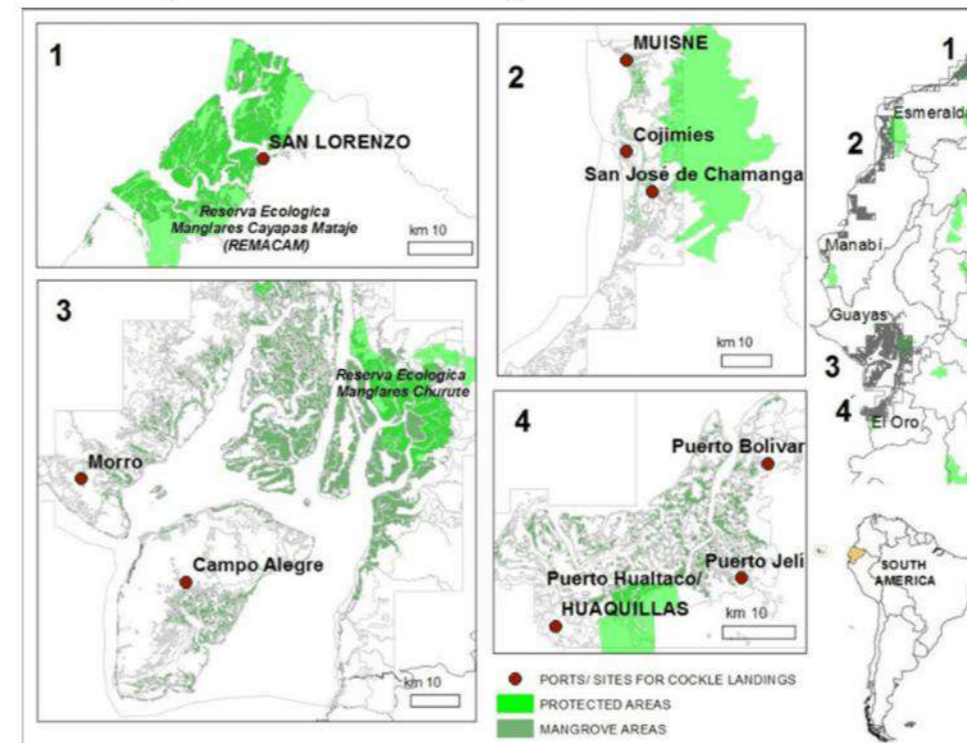 1
SAN LORENZO
Reserva Ecologica
Manglares Cayapas Mataje
(REMACAM)
km 10
2
MUISNE
Cojimies
San José de Chamanga
km 10
1
Esmeralda
2
Manabí
Guayas
3
4
El Oro
3
Reserva Ecologica
Manglares Churute
Morro
Campo Alegre
km 10
4
Puerto Bolivar
Puerto Jelí
Puerto Hualtaco/
HUAQUILLAS
km 10
SOUTH
AMERICA
PORTS/ SITES FOR COCKLE LANDINGS
PROTECTED AREAS
MANGROVE AREAS